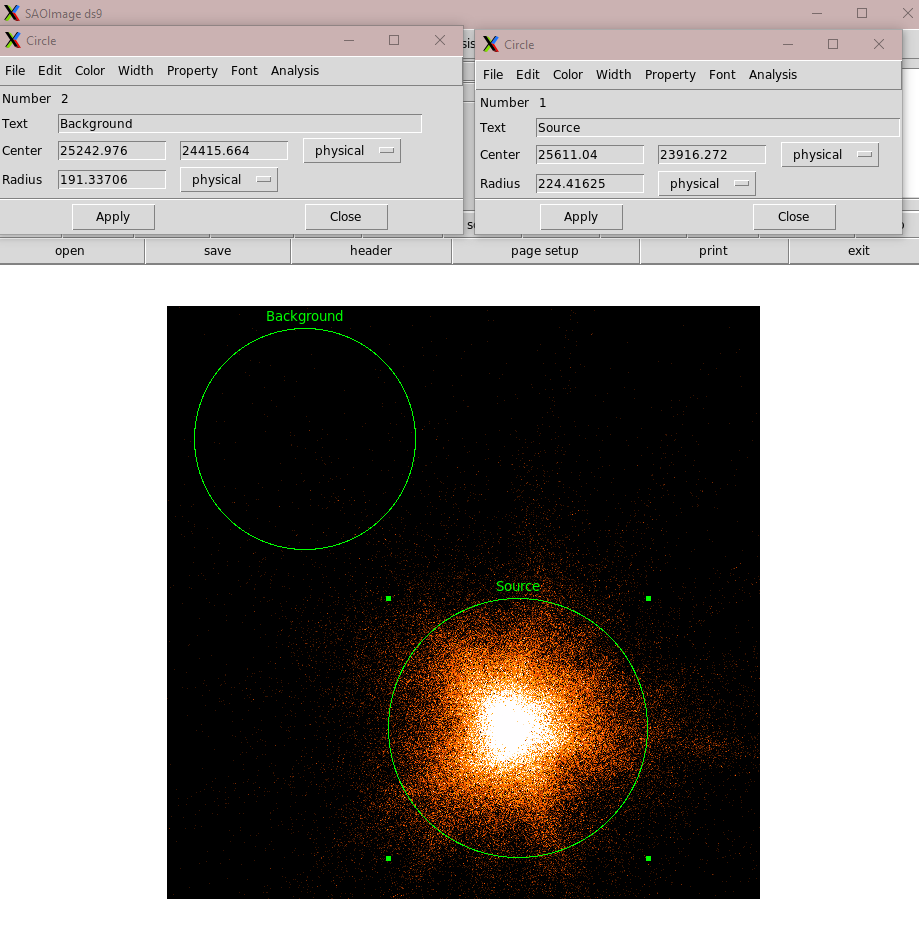 SAOImage ds9
Circle
File Edit Color Width Property Font Analysis
Number 2
Text Background
Center 25242.976 24415.664 physical
Radius 191.33706 physical
Apply Close
Circle
File Edit Color Width Property Font Analysis
Number 1
Text Source
Center 25611.04 23916.272 physical
Radius 224.41625 physical
Apply Close
open save header page setup print exit
Background
Source